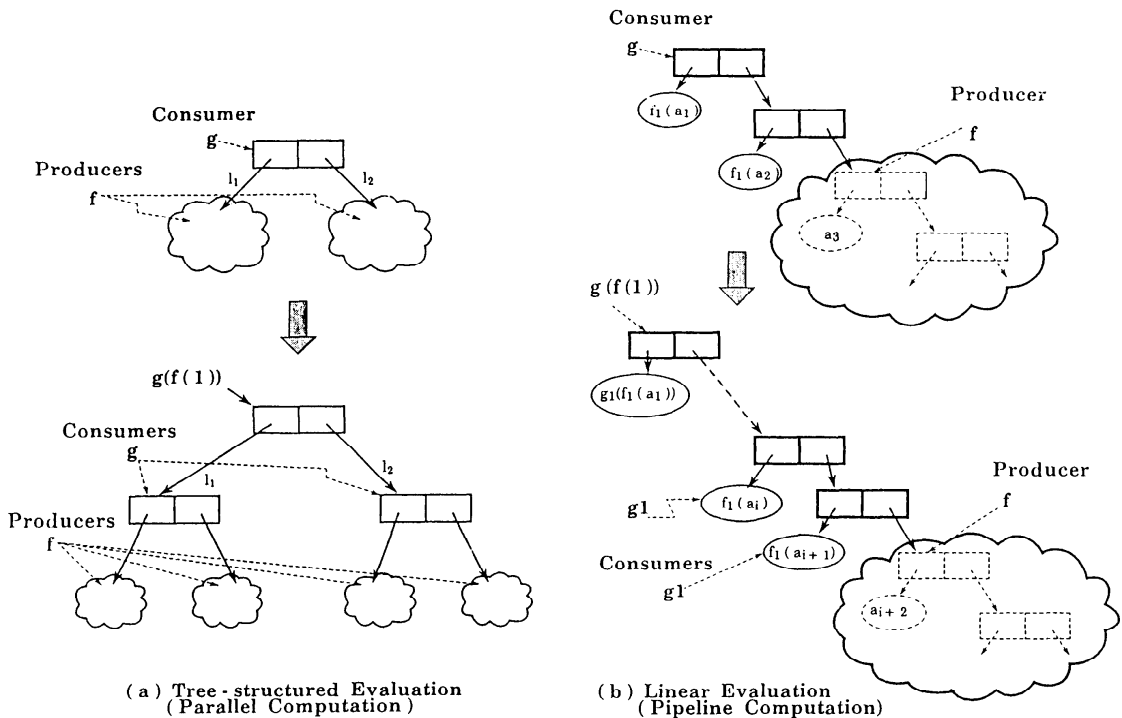 Consumer
g
Producers
f
l₁
l₂
g(f(1))
Consumers
g
l₁
l₂
Producers
f
(a) Tree-structured Evaluation
(Parallel Computation)
Consumer
g
f₁(a₁)
f₁(a₂)
Producer
f
a₃
g(f(1))
g₁(f₁(a₁))
g1
f₁(aᵢ)
f₁(aᵢ₊₁)
Consumers
g1
Producer
f
aᵢ₊₂
(b) Linear Evaluation
(Pipeline Computation)